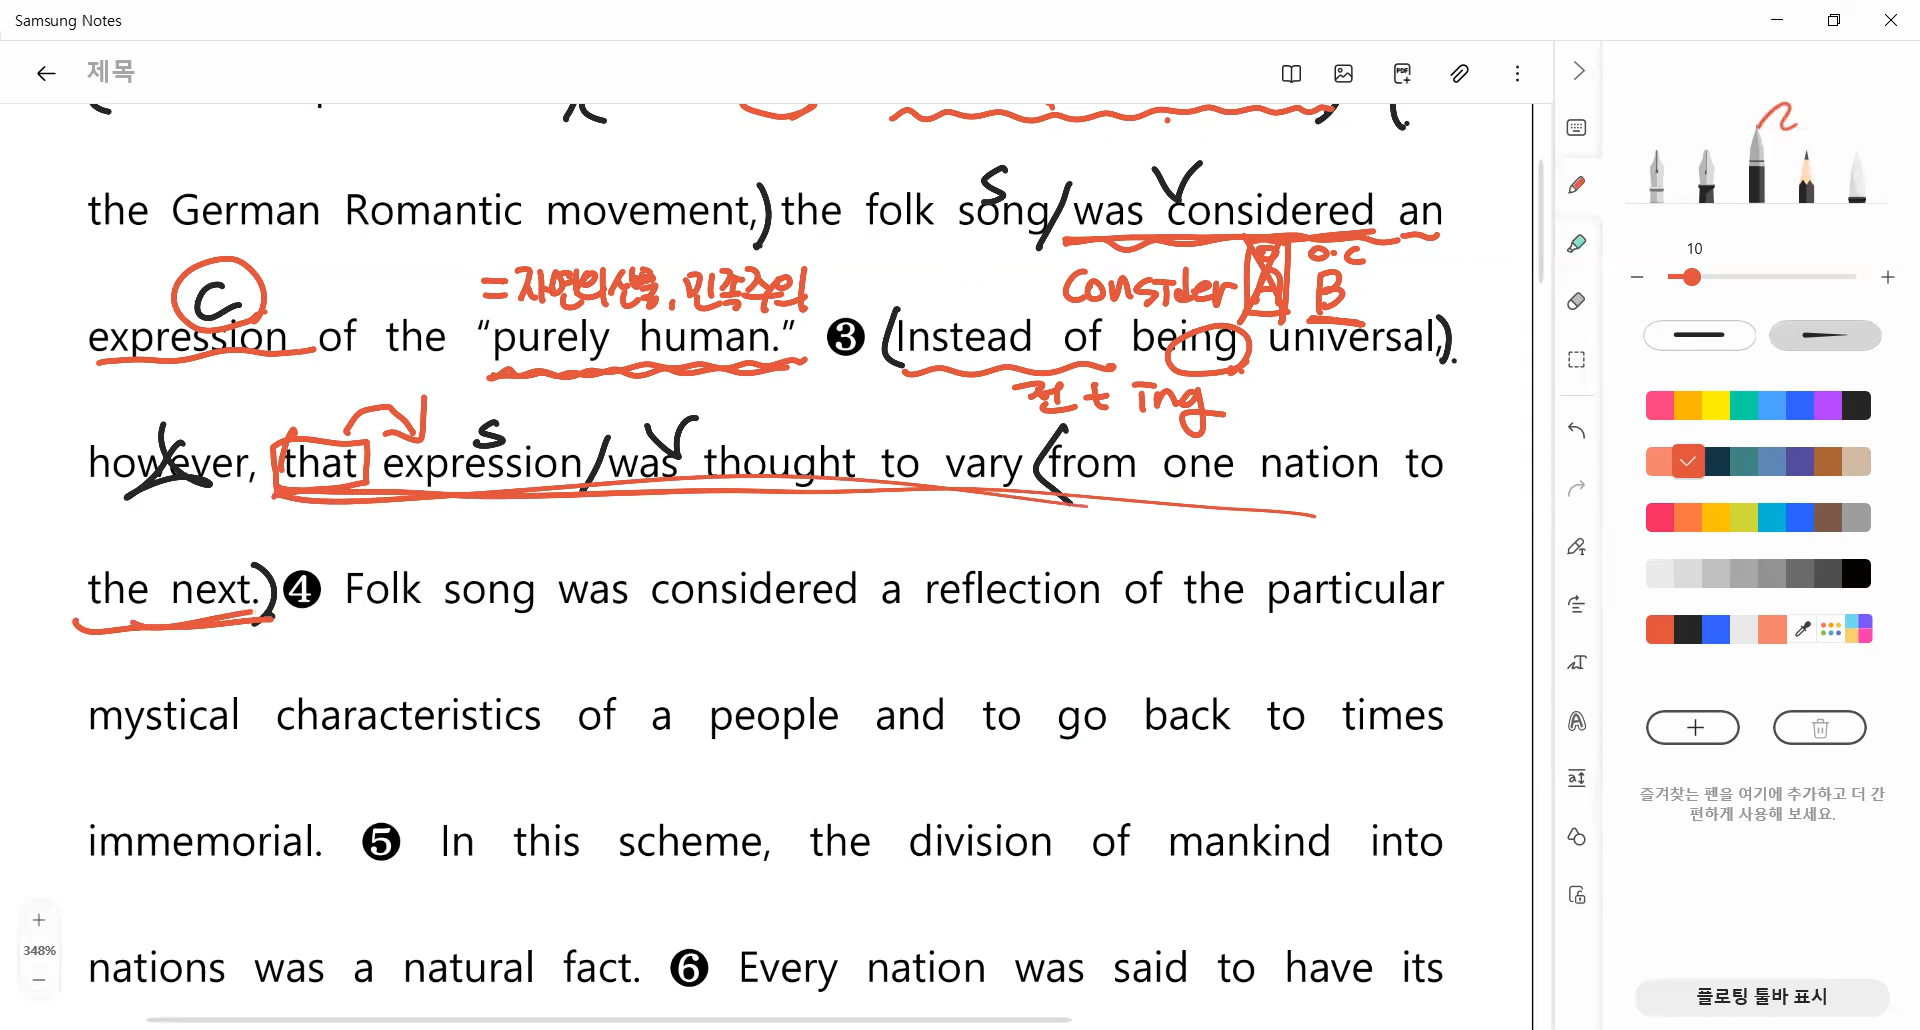 Samsung Notes
제목
the German Romantic movement, the folk song was considered an
S V
C =자연의 산물, 민족주의 Consider A B O.C
expression of the “purely human.” ❸ Instead of being universal,
전 + ing
S V
however, that expression was thought to vary from one nation to
the next. ❹ Folk song was considered a reflection of the particular
mystical characteristics of a people and to go back to times
immemorial. ❺ In this scheme, the division of mankind into
nations was a natural fact. ❻ Every nation was said to have its
348%
10
즐겨찾는 펜을 여기에 추가하고 더 간
편하게 사용해 보세요.
플로팅 툴바 표시